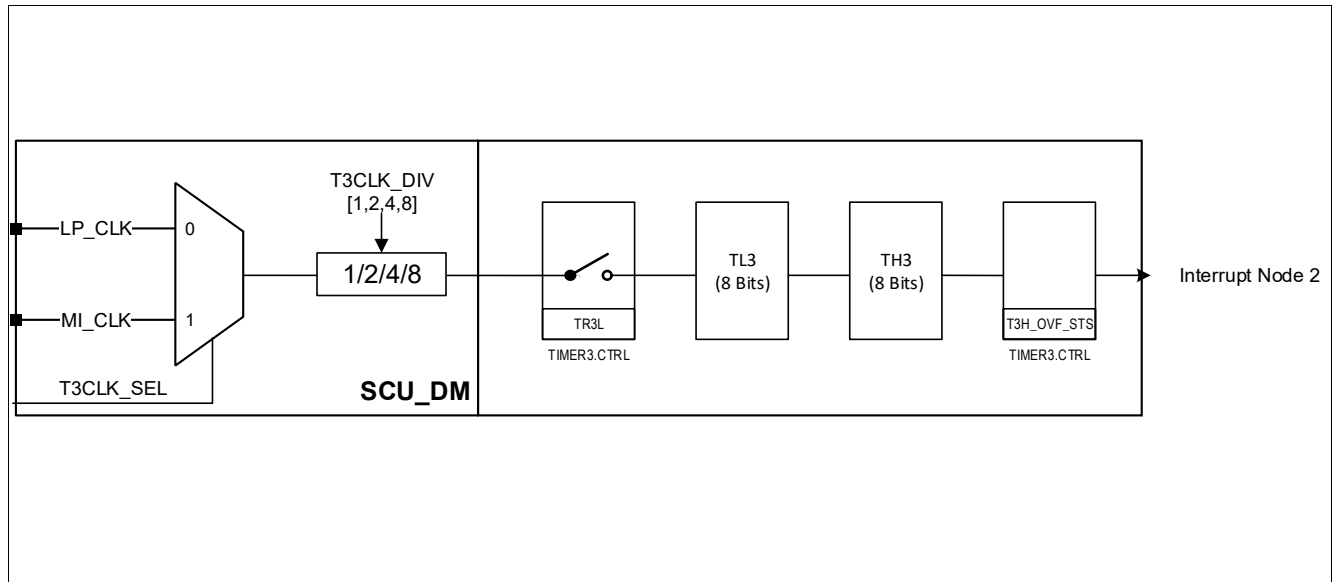 T3CLK_DIV
[1,2,4,8]
LP_CLK
0
1/2/4/8
MI_CLK
1
T3CLK_SEL
SCU_DM
TR3L
TIMER3.CTRL
TL3
(8 Bits)
TH3
(8 Bits)
T3H_OVF_STS
TIMER3.CTRL
Interrupt Node 2